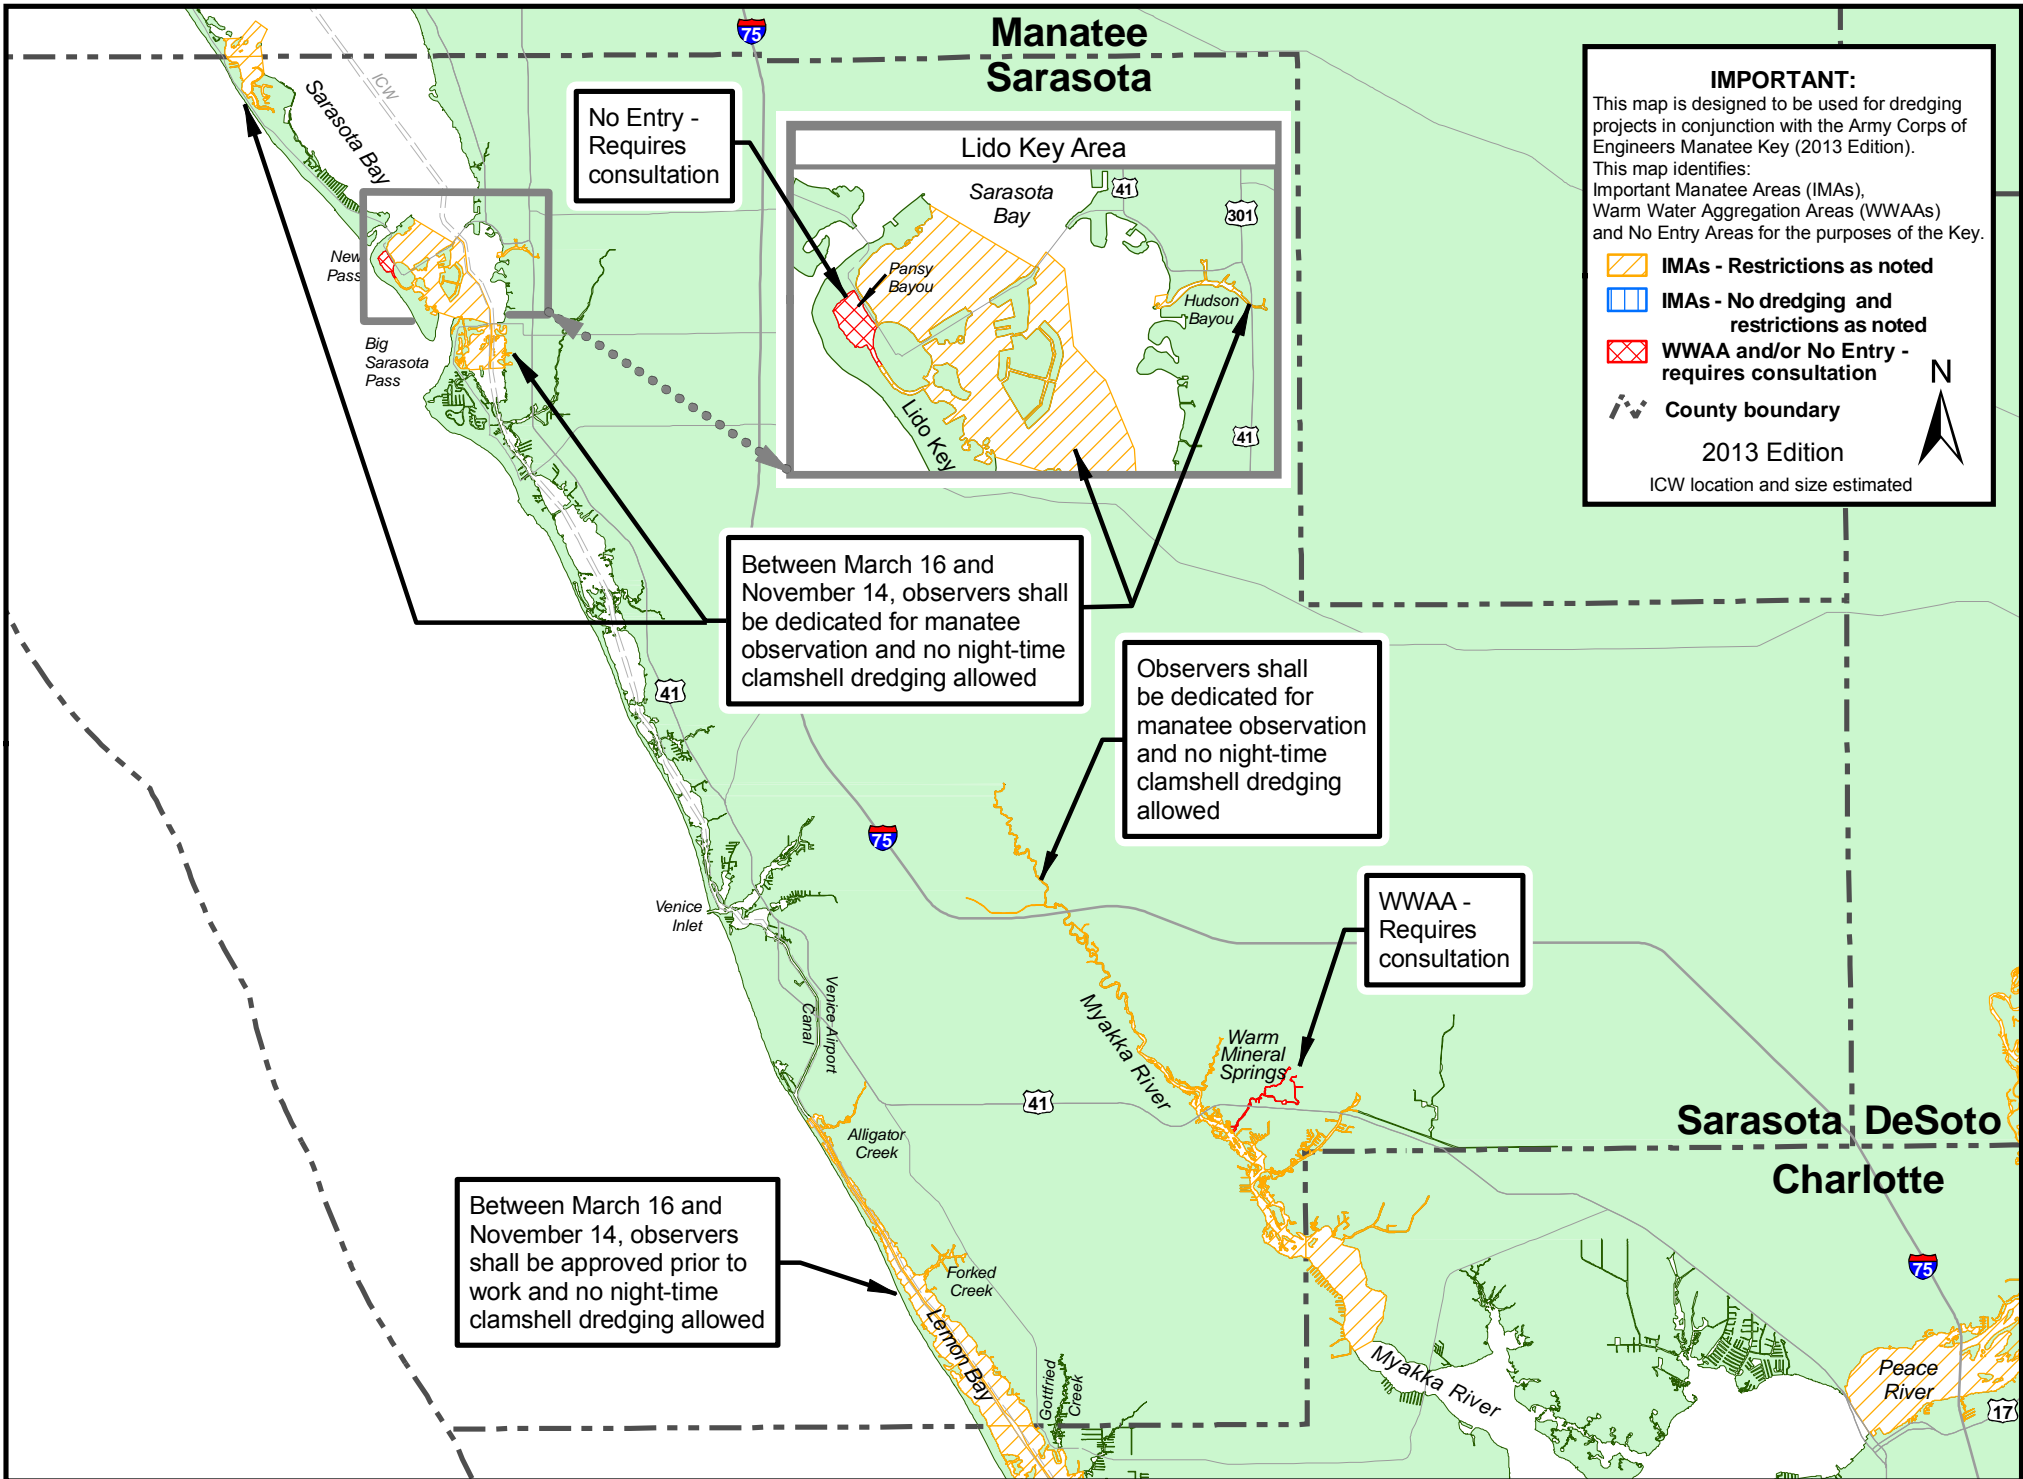 Manatee
Sarasota
75
ICW
Sarasota Bay
No Entry -
Requires
consultation
Lido Key Area
Sarasota
Bay
41
301
Pansy
Bayou
Hudson
Bayou
Lido Key
41
New
Pass
Big
Sarasota
Pass
IMPORTANT:
This map is designed to be used for dredging
projects in conjunction with the Army Corps of
Engineers Manatee Key (2013 Edition).
This map identifies:
Important Manatee Areas (IMAs),
Warm Water Aggregation Areas (WWAAs)
and No Entry Areas for the purposes of the Key.
IMAs - Restrictions as noted
IMAs - No dredging and
restrictions as noted
WWAA and/or No Entry -
requires consultation
County boundary
N
2013 Edition
ICW location and size estimated
Between March 16 and
November 14, observers shall
be dedicated for manatee
observation and no night-time
clamshell dredging allowed
41
Observers shall
be dedicated for
manatee observation
and no night-time
clamshell dredging
allowed
75
Venice
Inlet
WWAA -
Requires
consultation
Venice Airport
Canal
Myakka River
Warm
Mineral
Springs
41
Alligator
Creek
Sarasota
DeSoto
Charlotte
Between March 16 and
November 14, observers
shall be approved prior to
work and no night-time
clamshell dredging allowed
Forked
Creek
Lemon Bay
Gottfried
Creek
75
Myakka River
Peace
River
17